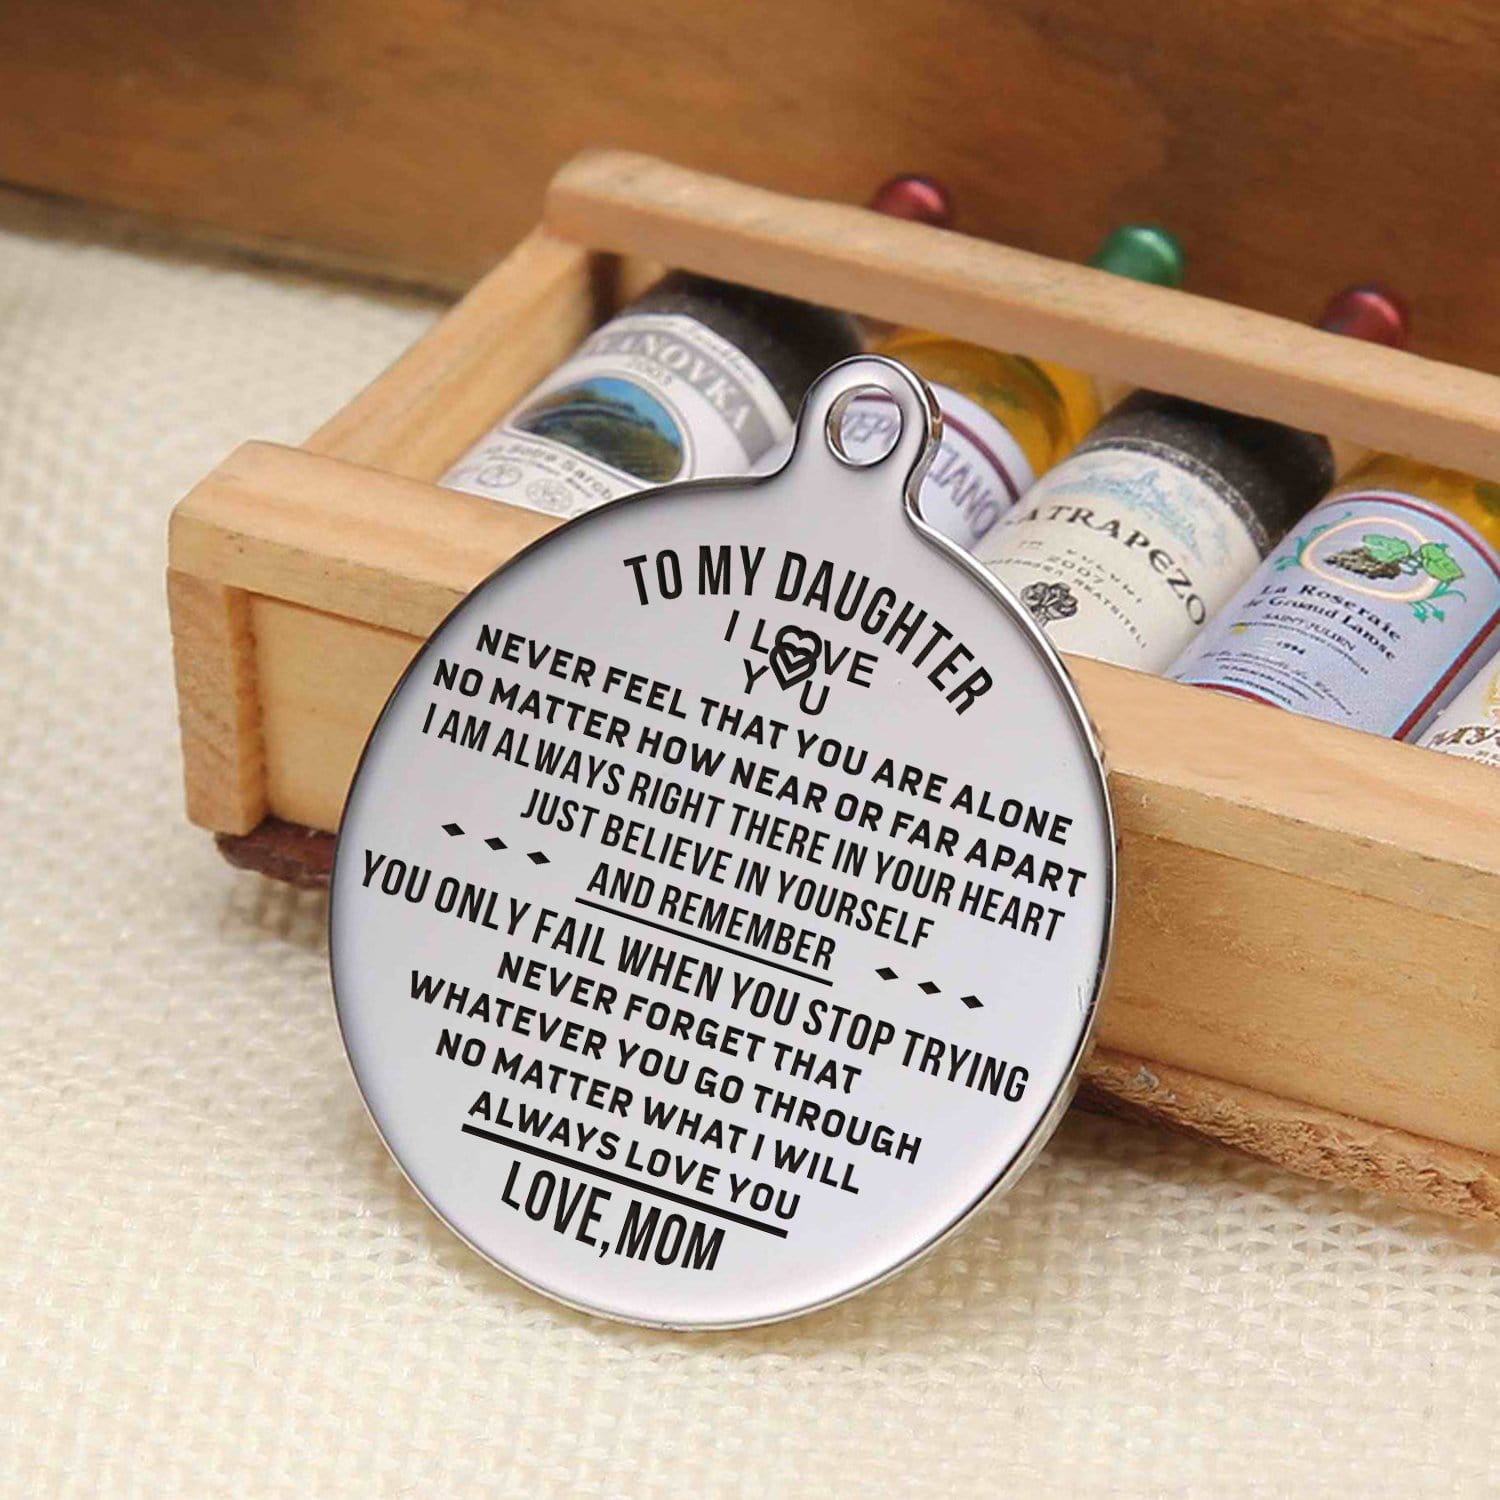 TO MY DAUGHTER
I LOVE
YOU
NEVER FEEL THAT YOU ARE ALONE
NO MATTER HOW NEAR OR FAR APART
I AM ALWAYS RIGHT THERE IN YOUR HEART
JUST BELIEVE IN YOURSELF
AND REMEMBER
YOU ONLY FAIL WHEN YOU STOP TRYING
NEVER FORGET THAT
WHATEVER YOU GO THROUGH
NO MATTER WHAT I WILL
ALWAYS LOVE YOU
LOVE, MOM
LA TRAPEZO
2007
La Roseraie
de Gruaud Larose
SAINT-JULIEN
1994